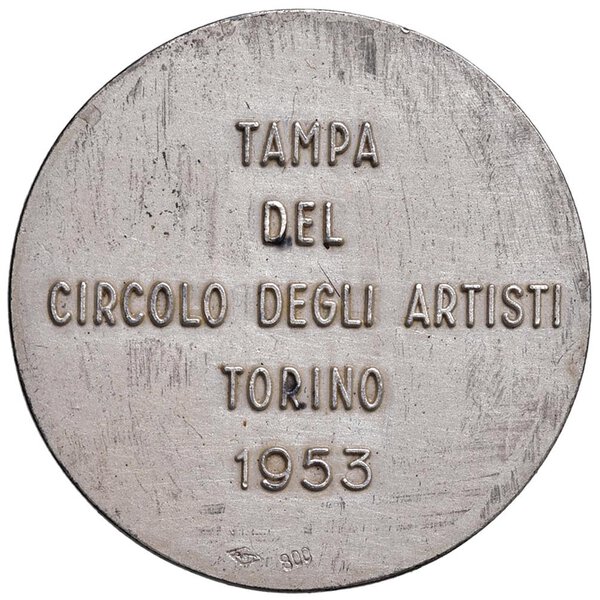 TAMPA
DEL
CIRCOLO DEGLI ARTISTI
TORINO
1953
800